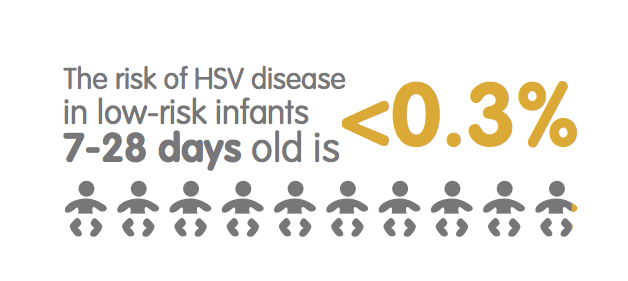 The risk of HSV disease
in low-risk infants
7-28 days old is
<0.3%